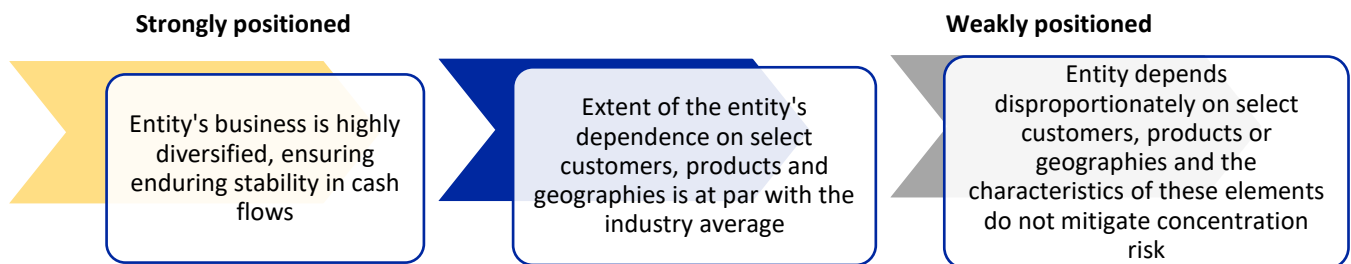 Strongly positioned
Weakly positioned
Entity's business is highly
diversified, ensuring
enduring stability in cash
flows
Extent of the entity's
dependence on select
customers, products and
geographies is at par with the
industry average
Entity depends
disproportionately on select
customers, products or
geographies and the
characteristics of these elements
do not mitigate concentration
risk